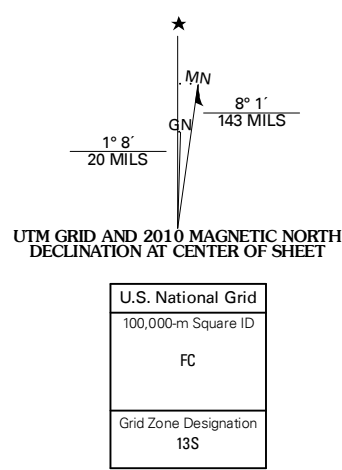 MN
GN
8° 1´
143 MILS
1° 8´
20 MILS
UTM GRID AND 2010 MAGNETIC NORTH
DECLINATION AT CENTER OF SHEET
U.S. National Grid
100,000-m Square ID
FC
Grid Zone Designation
13S